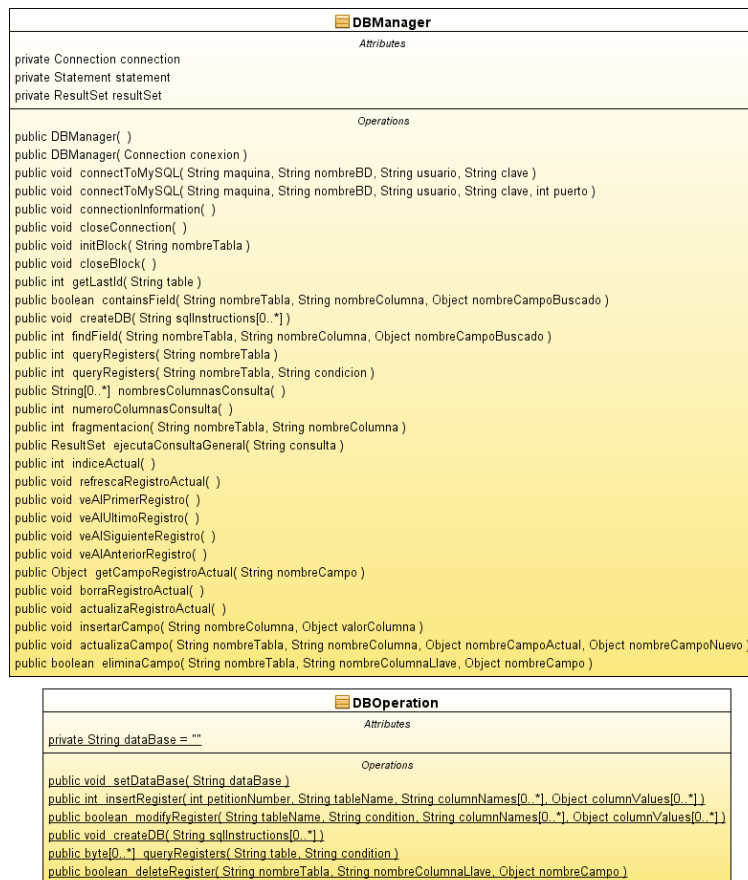 DBManager
Attributes
private Connection connection
private Statement statement
private ResultSet resultSet
Operations
public DBManager( )
public DBManager( Connection conexion )
public void connectToMySQL( String maquina, String nombreBD, String usuario, String clave )
public void connectToMySQL( String maquina, String nombreBD, String usuario, String clave, int puerto )
public void connectionInformation( )
public void closeConnection( )
public void initBlock( String nombreTabla )
public void closeBlock( )
public int getLastId( String table )
public boolean containsField( String nombreTabla, String nombreColumna, Object nombreCampoBuscado )
public void createDB( String sqlInstructions[0..*] )
public int findField( String nombreTabla, String nombreColumna, Object nombreCampoBuscado )
public int queryRegisters( String nombreTabla )
public int queryRegisters( String nombreTabla, String condicion )
public String[0..*] nombresColumnasConsulta( )
public int numeroColumnasConsulta( )
public int fragmentacion( String nombreTabla, String nombreColumna )
public ResultSet ejecutaConsultaGeneral( String consulta )
public int indiceActual( )
public void refrescaRegistroActual( )
public void veAlPrimerRegistro( )
public void veAlUltimoRegistro( )
public void veAlSiguienteRegistro( )
public void veAlAnteriorRegistro( )
public Object getCampoRegistroActual( String nombreCampo )
public void borraRegistroActual( )
public void actualizaRegistroActual( )
public void insertarCampo( String nombreColumna, Object valorColumna )
public void actualizaCampo( String nombreTabla, String nombreColumna, Object nombreCampoActual, Object nombreCampoNuevo )
public boolean eliminaCampo( String nombreTabla, String nombreColumnaLlave, Object nombreCampo )
DBOperation
Attributes
private String dataBase = ""
Operations
public void setDataBase( String dataBase )
public int insertRegister( int petitionNumber, String tableName, String columnNames[0..*], Object columnValues[0..*] )
public boolean modifyRegister( String tableName, String condition, String columnNames[0..*], Object columnValues[0..*] )
public void createDB( String sqlInstructions[0..*] )
public byte[0..*] queryRegisters( String table, String condition )
public boolean deleteRegister( String nombreTabla, String nombreColumnaLlave, Object nombreCampo )